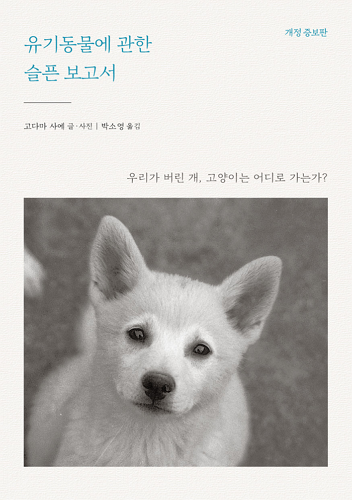 유기동물에 관한
슬픈 보고서
개정 증보판
고다마 사에 글·사진 | 박소영 옮김
우리가 버린 개, 고양이는 어디로 가는가?